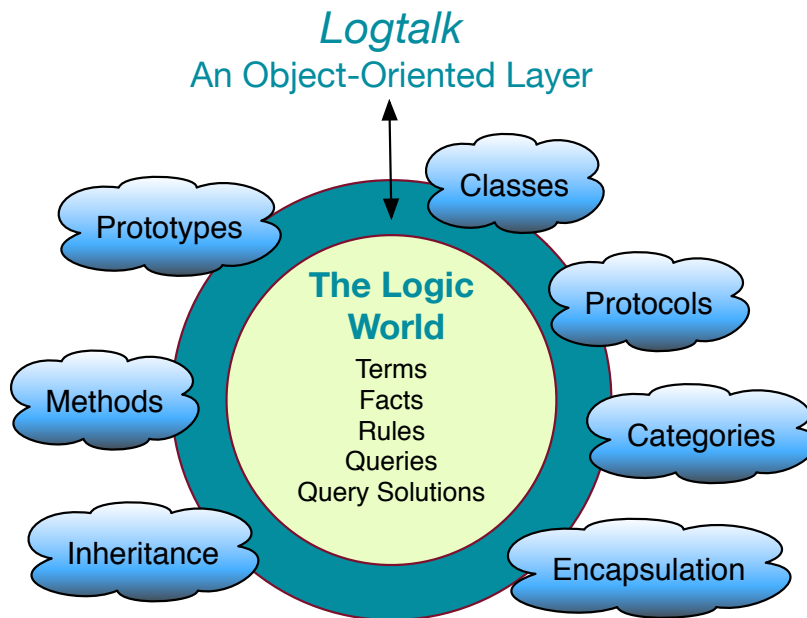 Logtalk
An Object-Oriented Layer
Classes
Prototypes
Protocols
The Logic
World
Terms
Facts
Rules
Queries
Query Solutions
Methods
Categories
Inheritance
Encapsulation